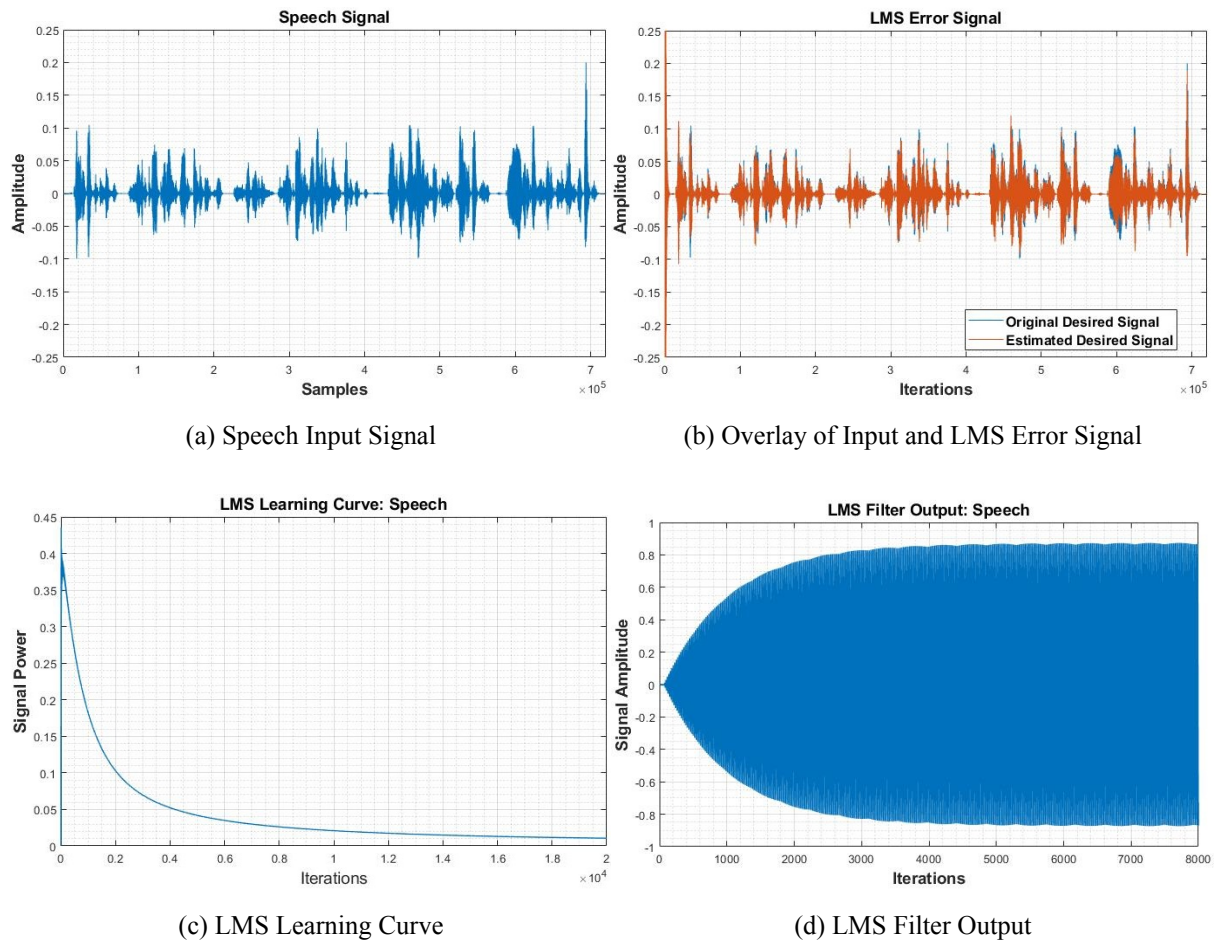 Speech Signal
0.25
0.2
0.15
0.1
0.05
0
-0.05
-0.1
-0.15
-0.2
-0.25
Amplitude
0 1 2 3 4 5 6 7
×10⁵
Samples
(a) Speech Input Signal
LMS Error Signal
0.25
0.2
0.15
0.1
0.05
0
-0.05
-0.1
-0.15
-0.2
-0.25
Amplitude
Original Desired Signal
Estimated Desired Signal
0 1 2 3 4 5 6 7
×10⁵
Iterations
(b) Overlay of Input and LMS Error Signal
LMS Learning Curve: Speech
0.45
0.4
0.35
0.3
0.25
0.2
0.15
0.1
0.05
0
Signal Power
0 0.2 0.4 0.6 0.8 1 1.2 1.4 1.6 1.8 2
×10⁴
Iterations
(c) LMS Learning Curve
LMS Filter Output: Speech
1
0.8
0.6
0.4
0.2
0
-0.2
-0.4
-0.6
-0.8
-1
Signal Amplitude
0 1000 2000 3000 4000 5000 6000 7000 8000
Iterations
(d) LMS Filter Output